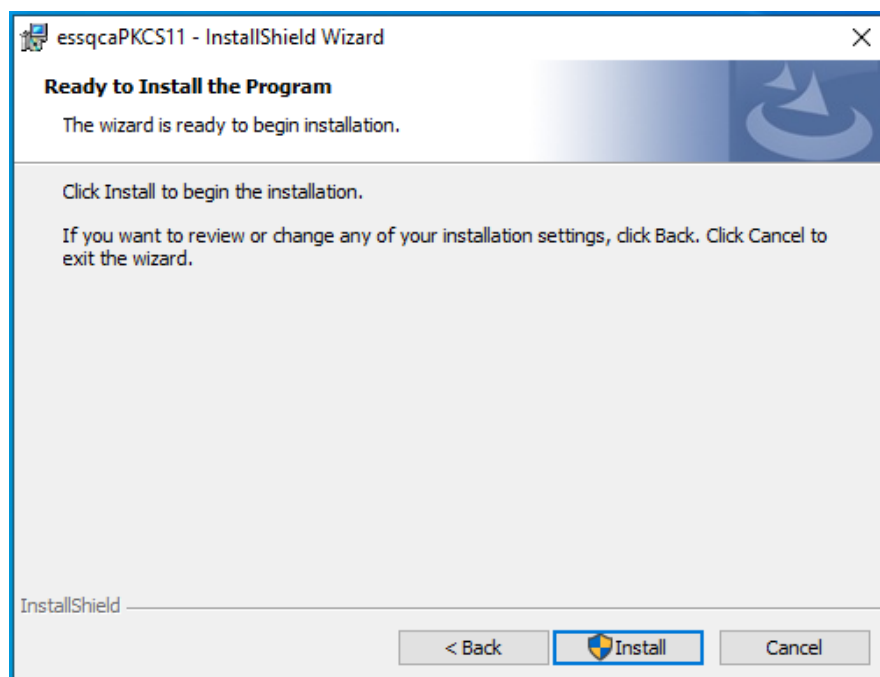 essqcaPKCS11 - InstallShield Wizard
Ready to Install the Program
The wizard is ready to begin installation.
Click Install to begin the installation.
If you want to review or change any of your installation settings, click Back. Click Cancel to
exit the wizard.
InstallShield
< Back
Install
Cancel